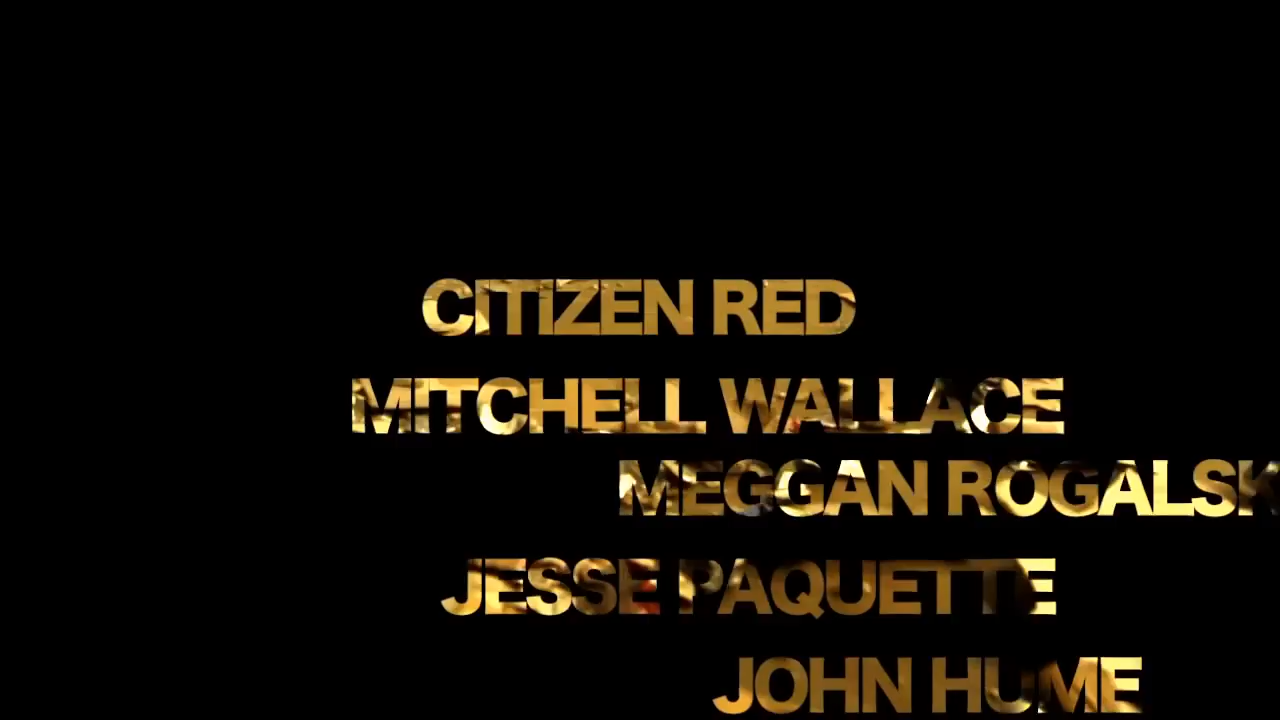 CITIZEN RED
MITCHELL WALLACE
MEGGAN ROGALSK
JESSE PAQUETTE
JOHN HUME